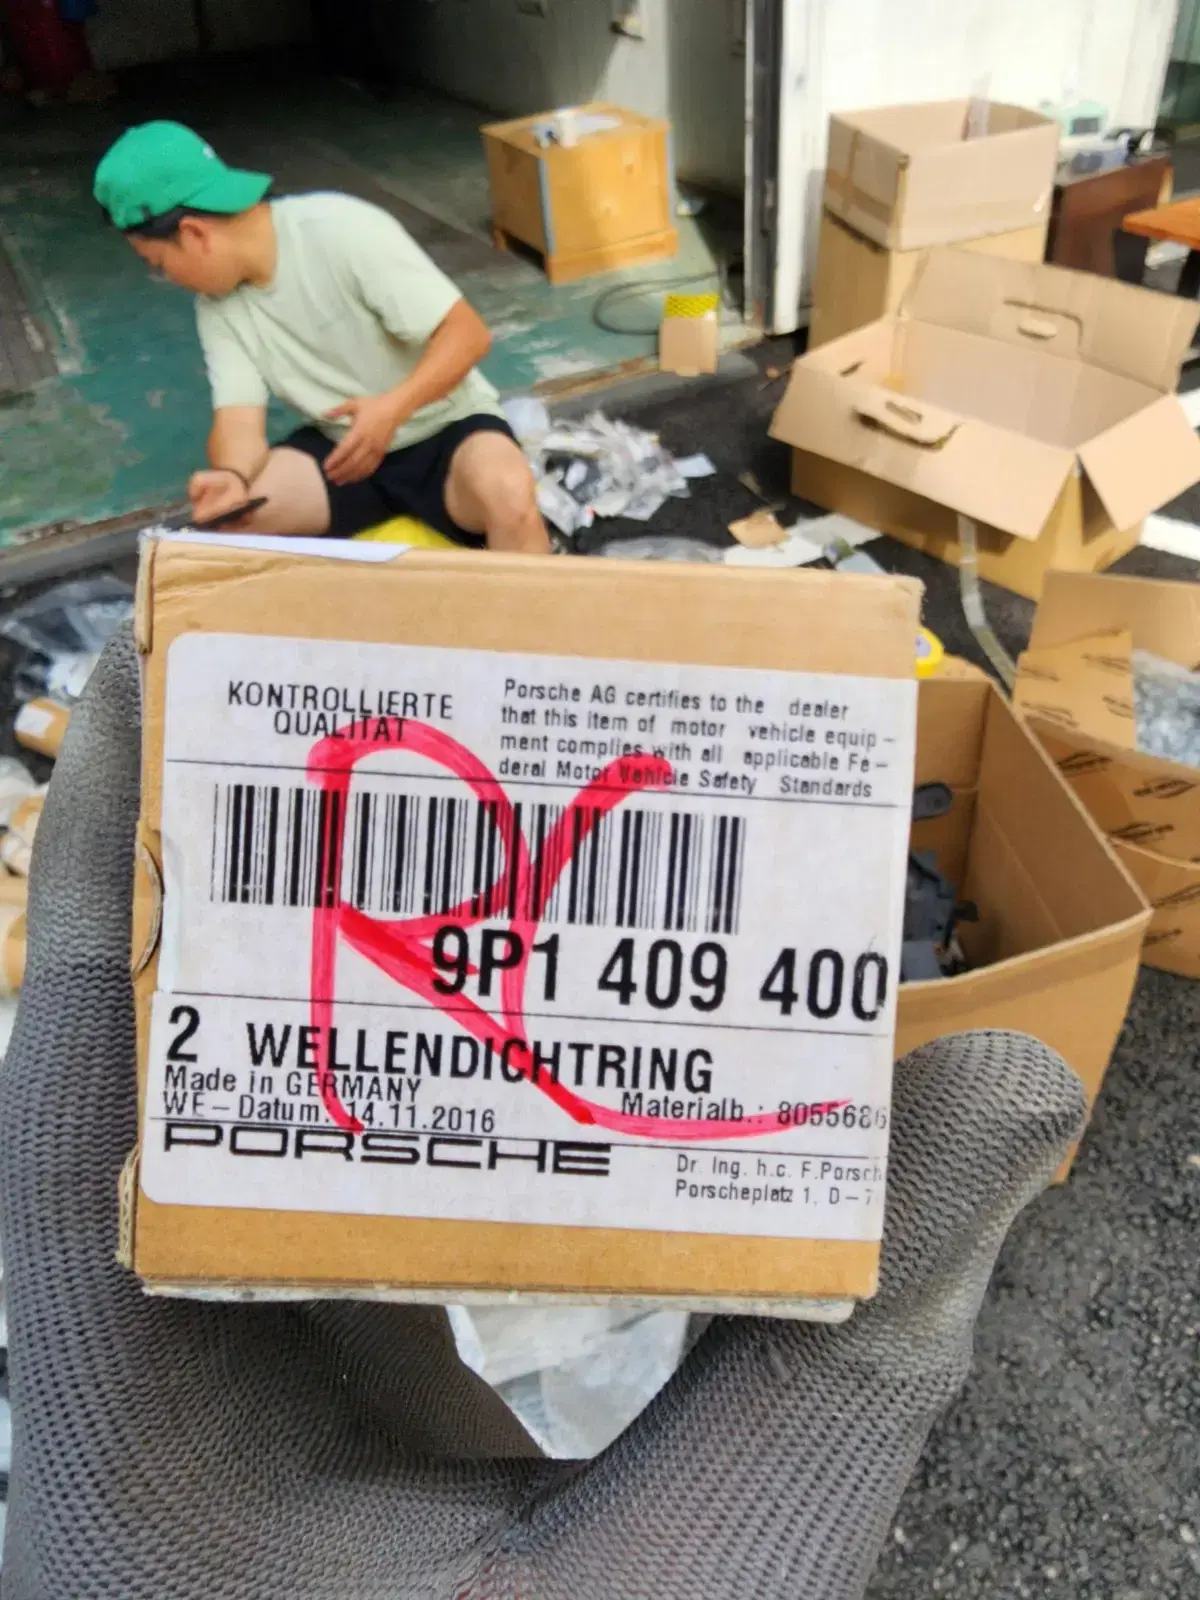 KONTROLLIERTE
QUALITÄT
Porsche AG certifies to the dealer
that this item of motor vehicle equip-
ment complies with all applicable Fe-
deral Motor Vehicle Safety Standards
9P1 409 400
2 WELLENDICHTRING
Made in GERMANY
WE-Datum: 14.11.2016
Materialb.: 8055686
PORSCHE
Dr. Ing. h.c. F.Porsch
Porscheplatz 1, D-7